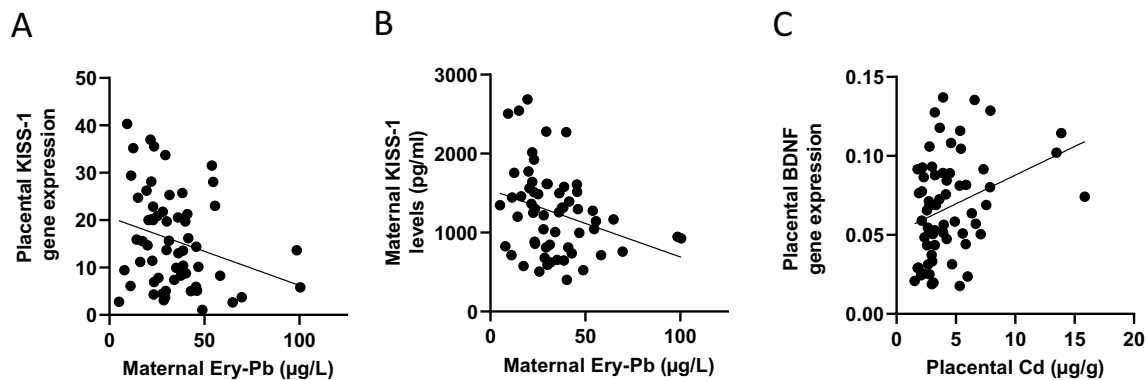 A
Placental KISS-1
gene expression
50
40
30
20
10
0
0
50
100
Maternal Ery-Pb (µg/L)
B
Maternal KISS-1
levels (pg/ml)
3000
2000
1000
0
0
50
100
Maternal Ery-Pb (µg/L)
C
Placental BDNF
gene expression
0.15
0.10
0.05
0.00
0
5
10
15
20
Placental Cd (µg/g)